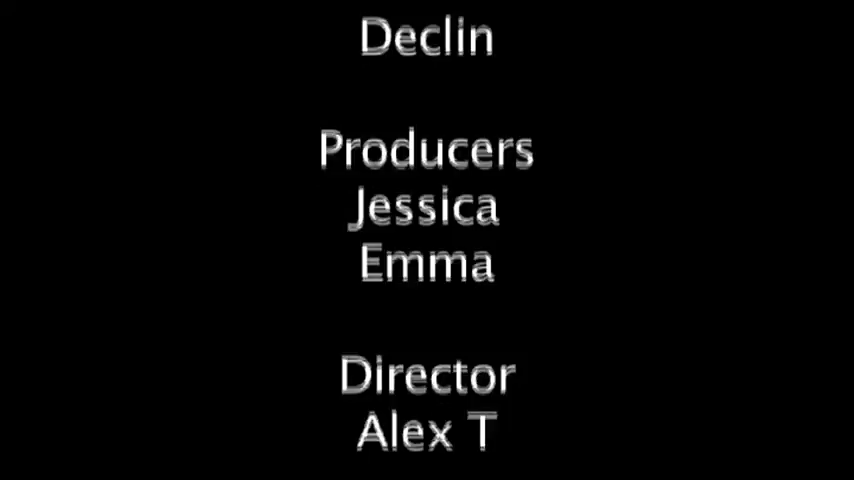 Declin
Producers
Jessica
Emma
Director
Alex T